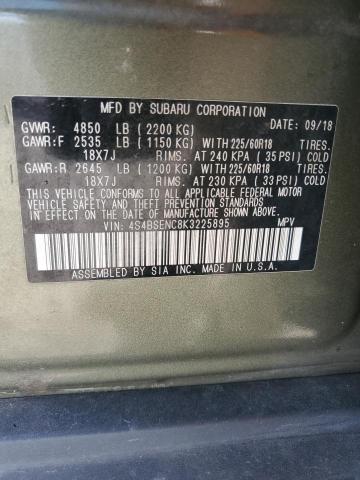 MFD BY SUBARU CORPORATION
GVWR: 4850 LB (2200 KG) DATE: 09/18
GAWR:F 2535 LB (1150 KG) WITH 225/60R18 TIRES.
18X7J RIMS. AT 240 KPA (35 PSI) COLD
GAWR:R 2645 LB (1200 KG) WITH 225/60R18 TIRES.
18X7J RIMS. AT 230 KPA (33 PSI) COLD
THIS VEHICLE CONFORMS TO ALL APPLICABLE FEDERAL MOTOR
VEHICLE SAFETY AND THEFT PREVENTION STANDARDS IN
EFFECT ON THE DATE OF MANUFACTURE SHOWN ABOVE.
VIN: 4S4BSENC8K3225895 MPV
ASSEMBLED BY SIA INC. MADE IN U.S.A.